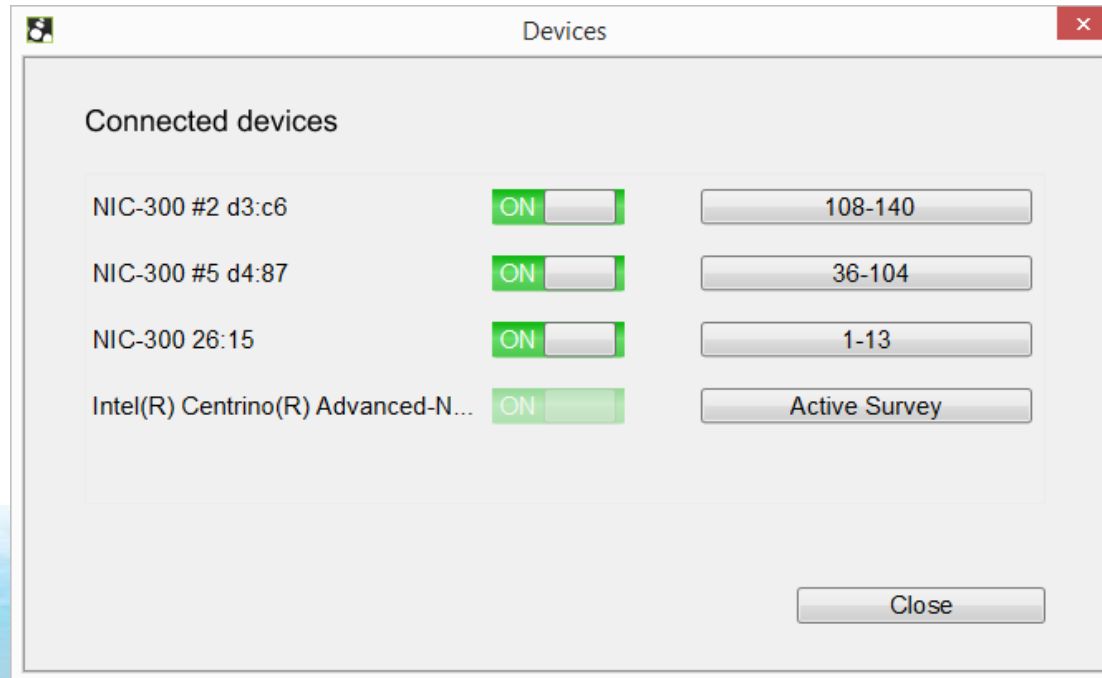 Devices
Connected devices
NIC-300 #2 d3:c6 ON 108-140
NIC-300 #5 d4:87 ON 36-104
NIC-300 26:15 ON 1-13
Intel(R) Centrino(R) Advanced-N... ON Active Survey
Close